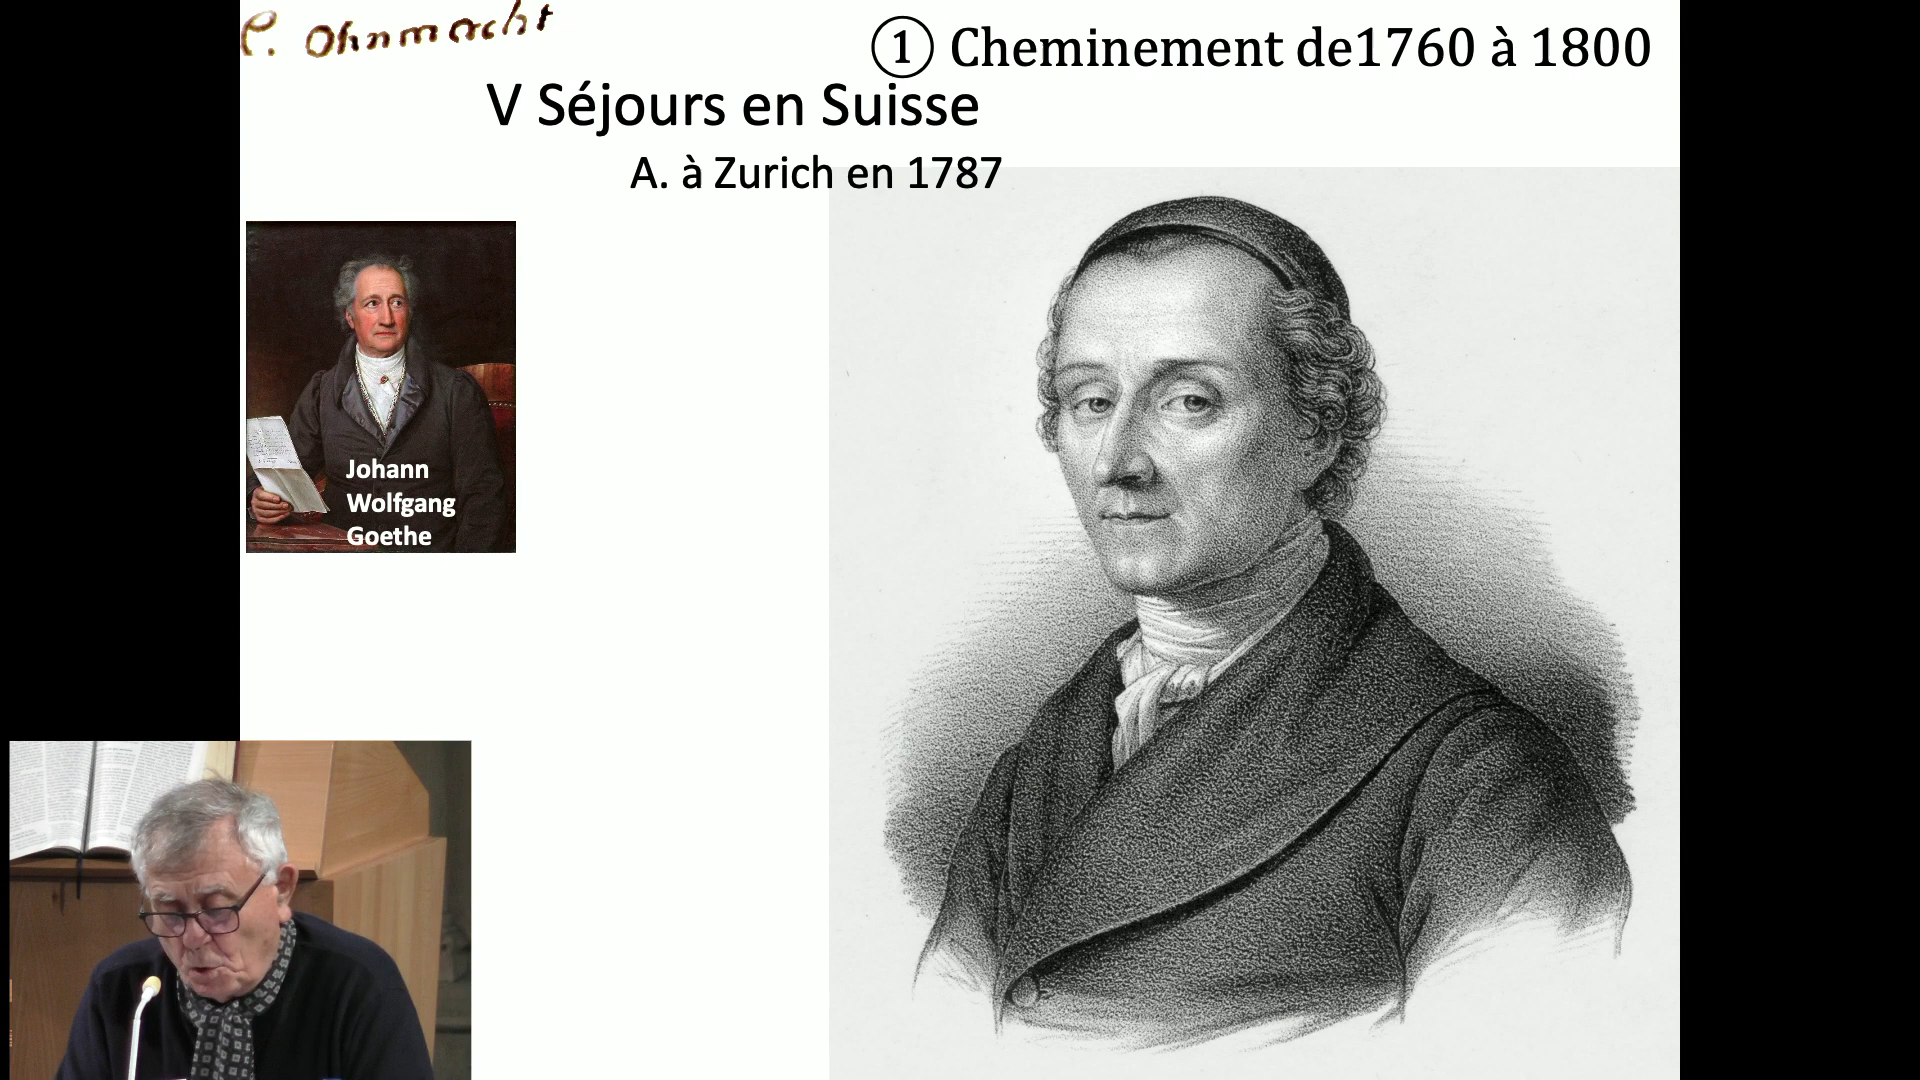 P. Ohnmacht
① Cheminement de1760 à 1800
V Séjours en Suisse
A. à Zurich en 1787
Johann
Wolfgang
Goethe